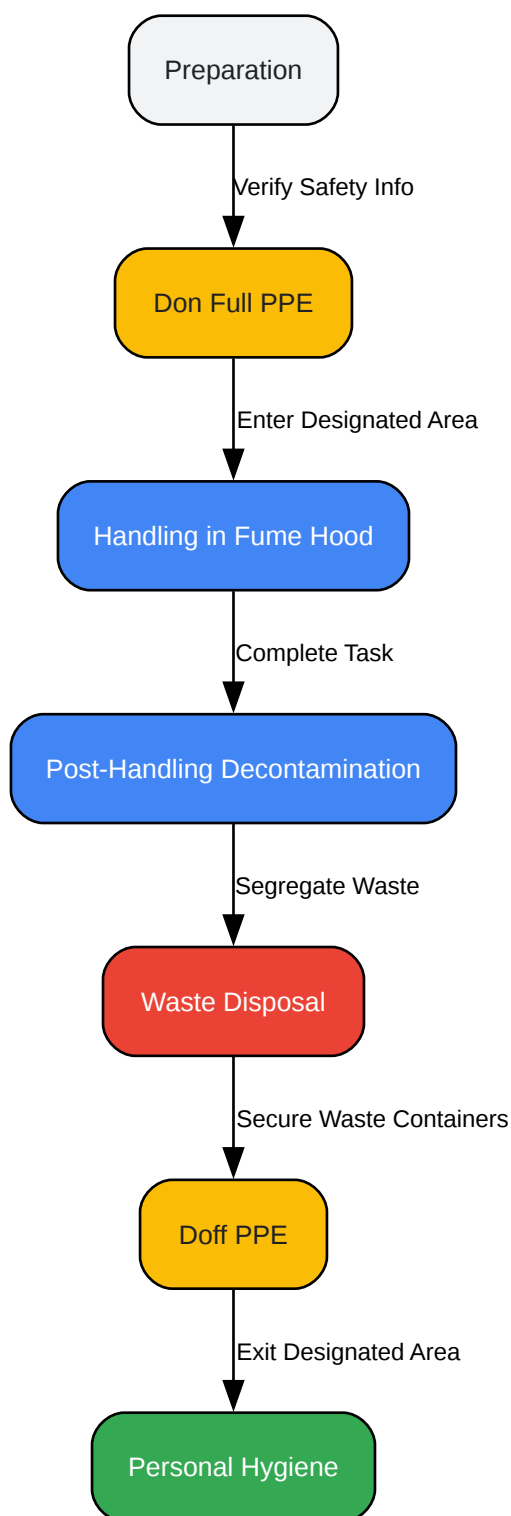 Preparation
Verify Safety Info
Don Full PPE
Enter Designated Area
Handling in Fume Hood
Complete Task
Post-Handling Decontamination
Segregate Waste
Waste Disposal
Secure Waste Containers
Doff PPE
Exit Designated Area
Personal Hygiene